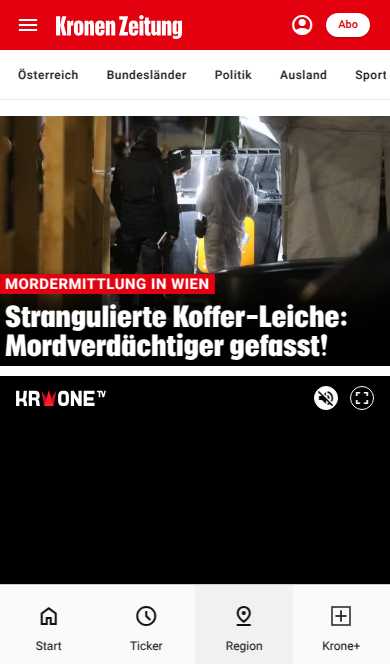 Kronen Zeitung
Abo
Österreich Bundesländer Politik Ausland Sport
MORDERMITTLUNG IN WIEN
Strangulierte Koffer-Leiche:
Mordverdächtiger gefasst!
KRONE TV
Start Ticker Region Krone+